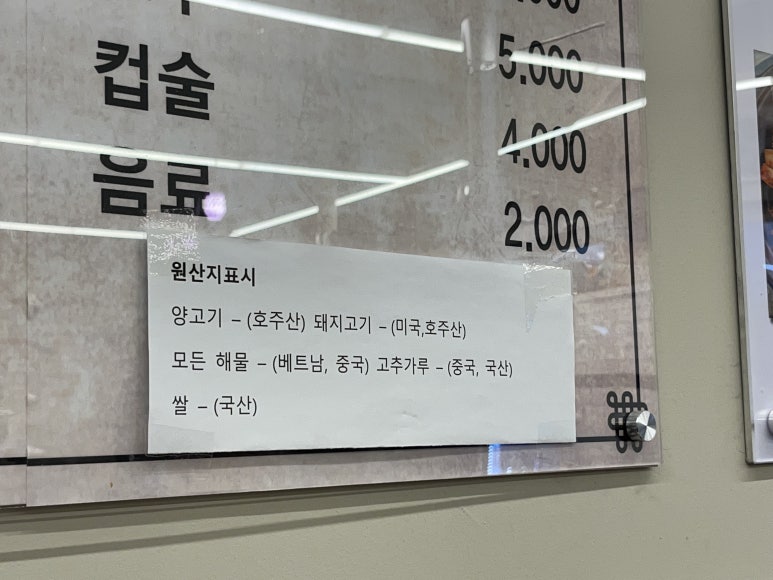 5.000
컵술 4.000
음료 2.000
원산지표시
양고기 – (호주산) 돼지고기 – (미국,호주산)
모든 해물 – (베트남, 중국) 고추가루 – (중국, 국산)
쌀 – (국산)